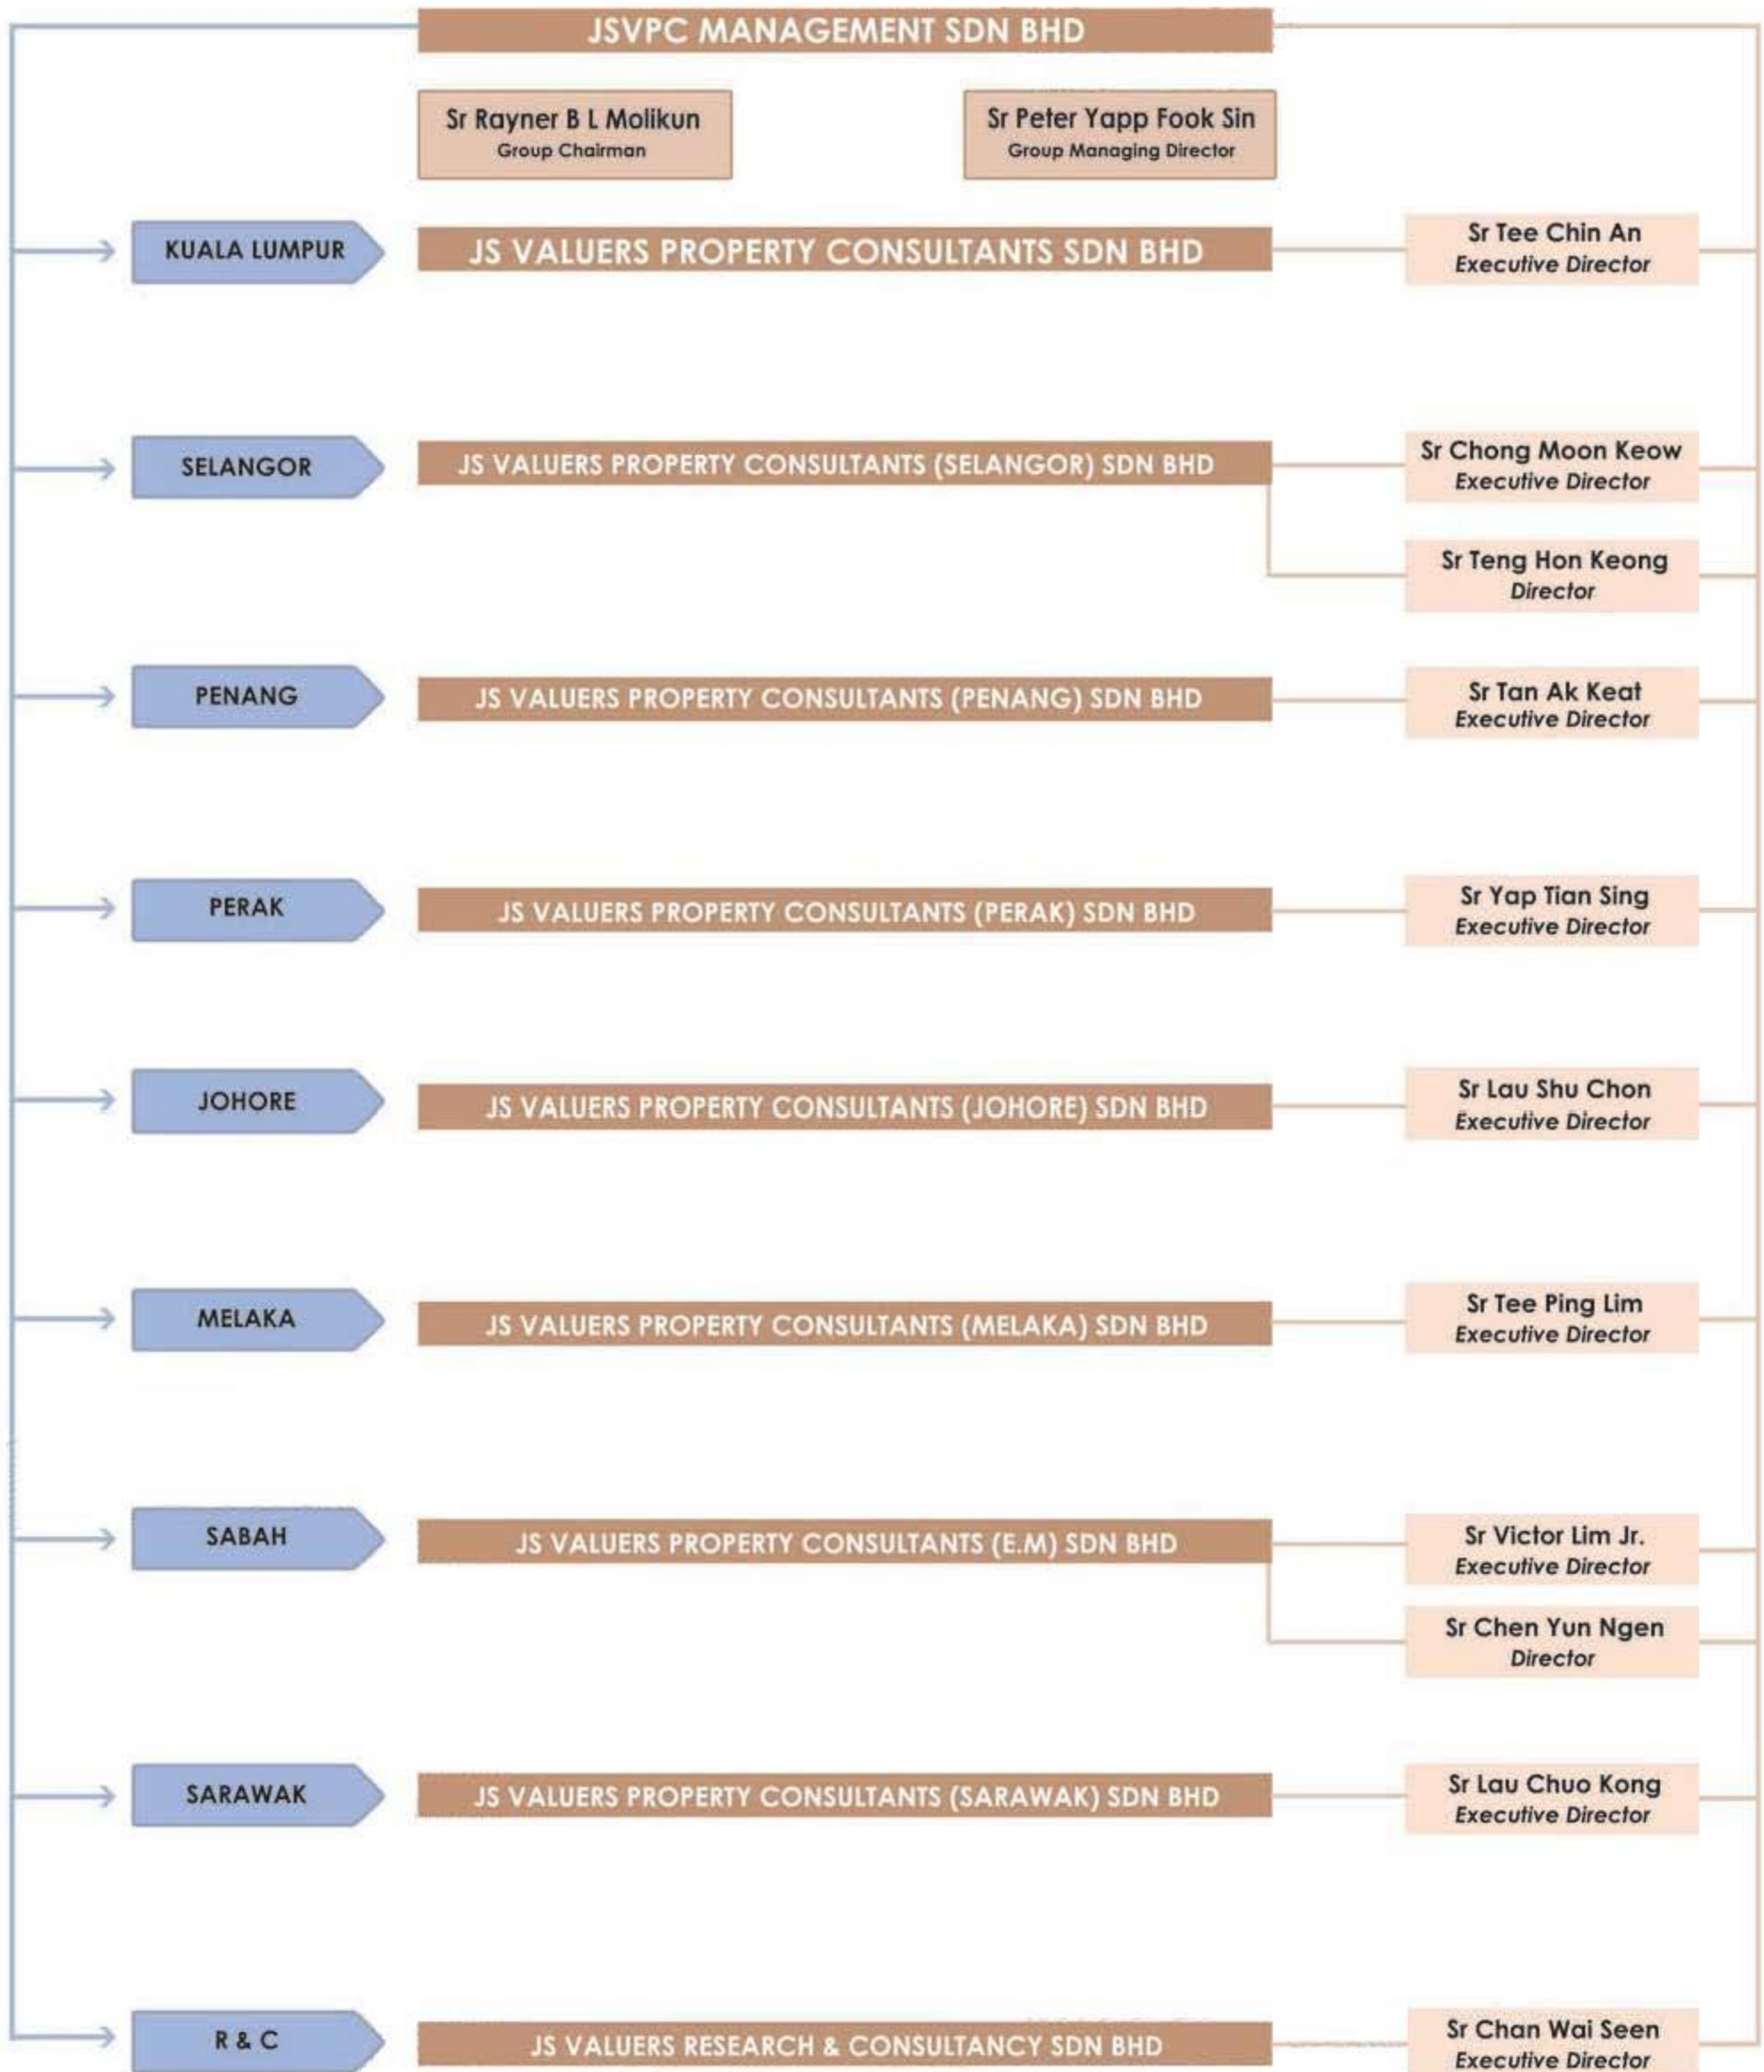 JSVPC MANAGEMENT SDN BHD
Sr Rayner B L Molikun
Group Chairman
Sr Peter Yapp Fook Sin
Group Managing Director
KUALA LUMPUR
JS VALUERS PROPERTY CONSULTANTS SDN BHD
Sr Tee Chin An
Executive Director
SELANGOR
JS VALUERS PROPERTY CONSULTANTS (SELANGOR) SDN BHD
Sr Chong Moon Keow
Executive Director
Sr Teng Hon Keong
Director
PENANG
JS VALUERS PROPERTY CONSULTANTS (PENANG) SDN BHD
Sr Tan Ak Keat
Executive Director
PERAK
JS VALUERS PROPERTY CONSULTANTS (PERAK) SDN BHD
Sr Yap Tian Sing
Executive Director
JOHORE
JS VALUERS PROPERTY CONSULTANTS (JOHORE) SDN BHD
Sr Lau Shu Chon
Executive Director
MELAKA
JS VALUERS PROPERTY CONSULTANTS (MELAKA) SDN BHD
Sr Tee Ping Lim
Executive Director
SABAH
JS VALUERS PROPERTY CONSULTANTS (E.M) SDN BHD
Sr Victor Lim Jr.
Executive Director
Sr Chen Yun Ngen
Director
SARAWAK
JS VALUERS PROPERTY CONSULTANTS (SARAWAK) SDN BHD
Sr Lau Chuo Kong
Executive Director
R & C
JS VALUERS RESEARCH & CONSULTANCY SDN BHD
Sr Chan Wai Seen
Executive Director